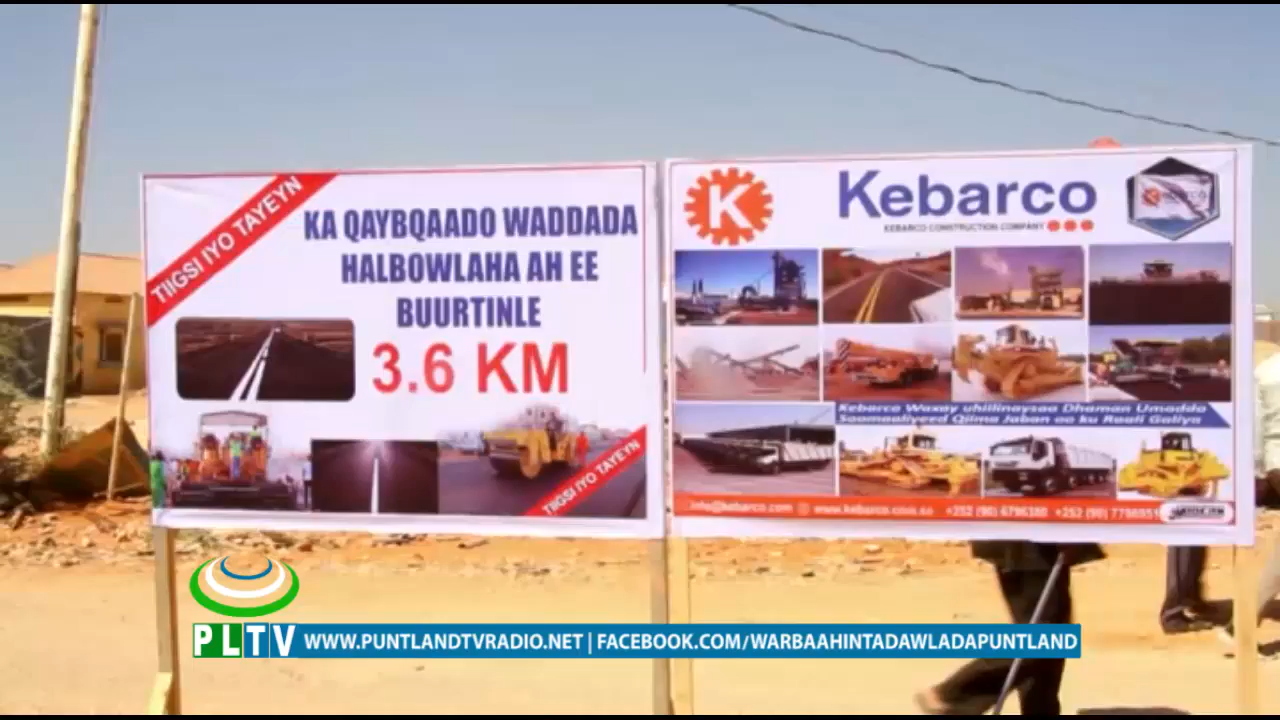 TIIGSI IYO TAYEYN
KA QAYBQAADO WADDADA
HALBOWLAHA AH EE
BUURTINLE
3.6 KM
TIIGSI IYO TAYEYN
K
Kebarco
KEBARCO CONSTRUCTION COMPANY
Kebarco Waxay uhiilinaysaa Dhaman Umadda
Soomaaliyeed Qiima Jaban oo ku Raali Galiya
info@kebarco.com www.kebarco.com.so +252 (90) 6796380
PLTV WWW.PUNTLANDTVRADIO.NET | FACEBOOK.COM/WARBAAHINTADAWLADAPUNTLAND